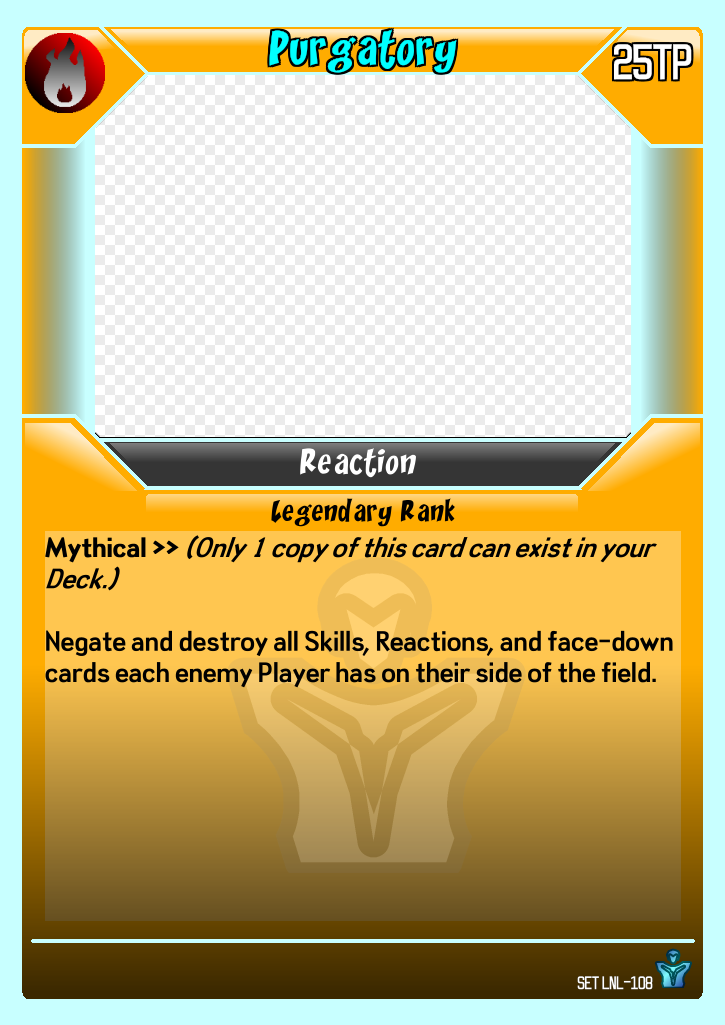 Purgatory
25TP
Reaction
Legendary Rank
Mythical >> (Only 1 copy of this card can exist in your
Deck.)
Negate and destroy all Skills, Reactions, and face-down
cards each enemy Player has on their side of the field.
SET LNL-108